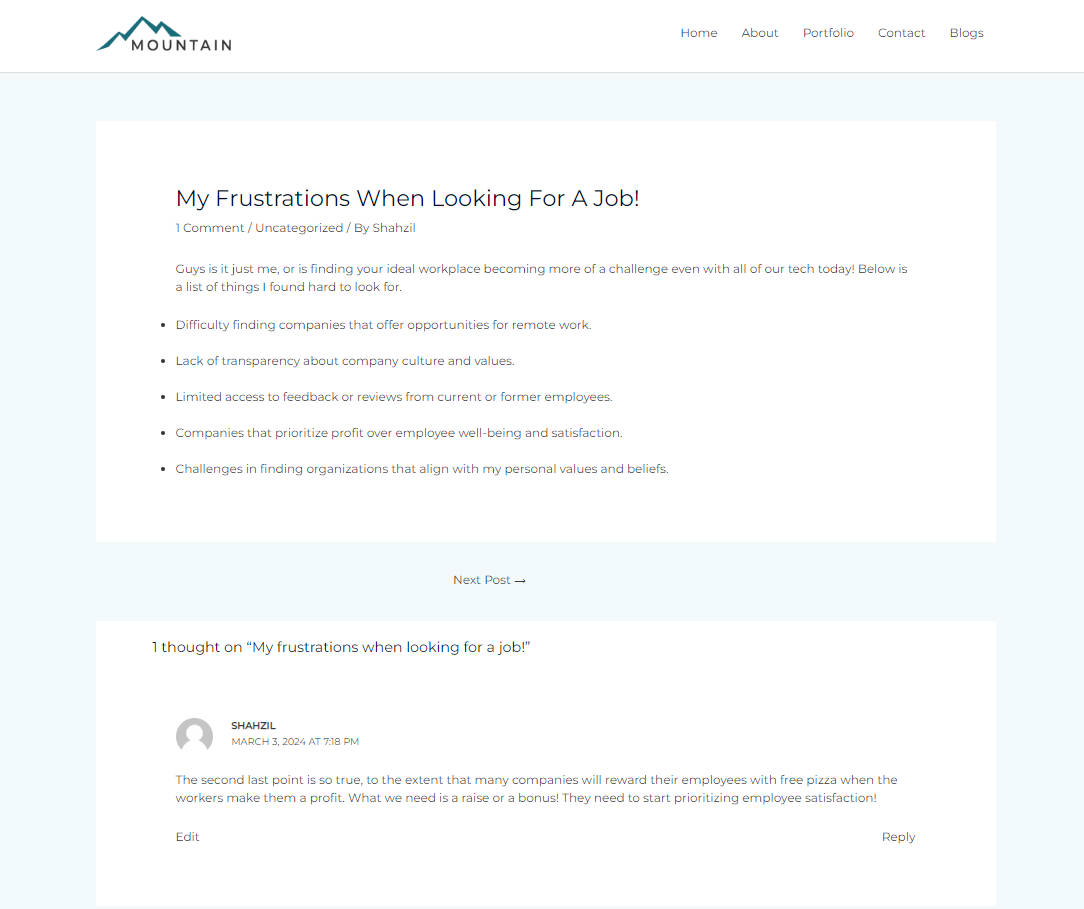 MOUNTAIN
Home About Portfolio Contact Blogs
My Frustrations When Looking For A Job!
1 Comment / Uncategorized / By Shahzil
Guys is it just me, or is finding your ideal workplace becoming more of a challenge even with all of our tech today! Below is
a list of things I found hard to look for.
• Difficulty finding companies that offer opportunities for remote work.
• Lack of transparency about company culture and values.
• Limited access to feedback or reviews from current or former employees.
• Companies that prioritize profit over employee well-being and satisfaction.
• Challenges in finding organizations that align with my personal values and beliefs.
Next Post →
1 thought on “My frustrations when looking for a job!”
SHAHZIL
MARCH 3, 2024 AT 7:18 PM
The second last point is so true, to the extent that many companies will reward their employees with free pizza when the
workers make them a profit. What we need is a raise or a bonus! They need to start prioritizing employee satisfaction!
Edit Reply